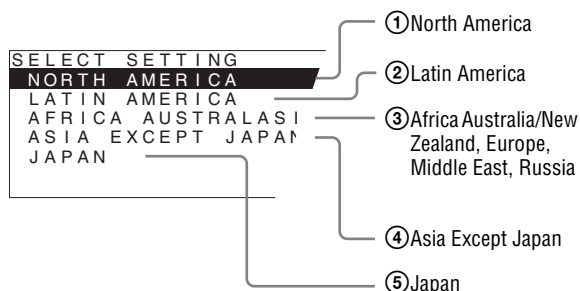 SELECT SETTING
NORTH AMERICA
LATIN AMERICA
AFRICA AUSTRALASI
ASIA EXCEPT JAPAN
JAPAN
①North America
②Latin America
③Africa Australia/New
Zealand, Europe,
Middle East, Russia
④Asia Except Japan
⑤Japan